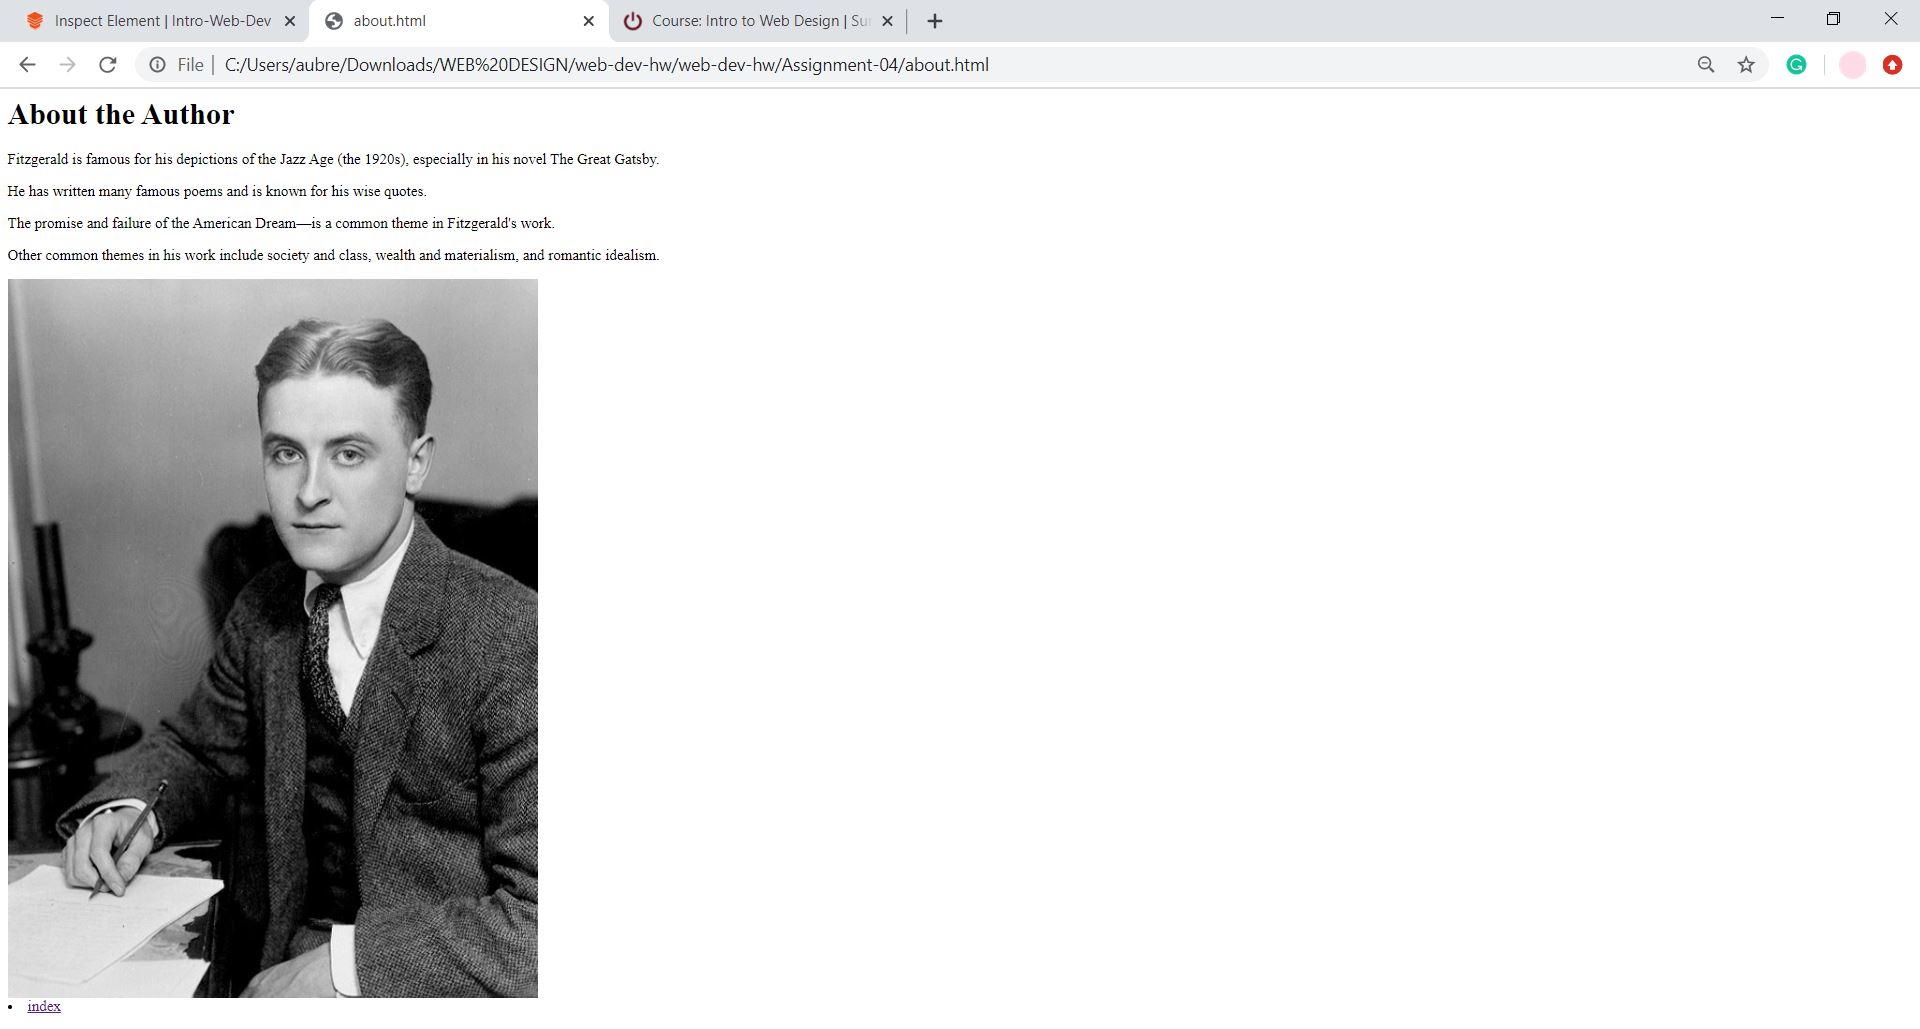 Inspect Element | Intro-Web-Dev
about.html
Course: Intro to Web Design | Su
File
C:/Users/aubre/Downloads/WEB%20DESIGN/web-dev-hw/web-dev-hw/Assignment-04/about.html
About the Author
Fitzgerald is famous for his depictions of the Jazz Age (the 1920s), especially in his novel The Great Gatsby.
He has written many famous poems and is known for his wise quotes.
The promise and failure of the American Dream—is a common theme in Fitzgerald's work.
Other common themes in his work include society and class, wealth and materialism, and romantic idealism.
index